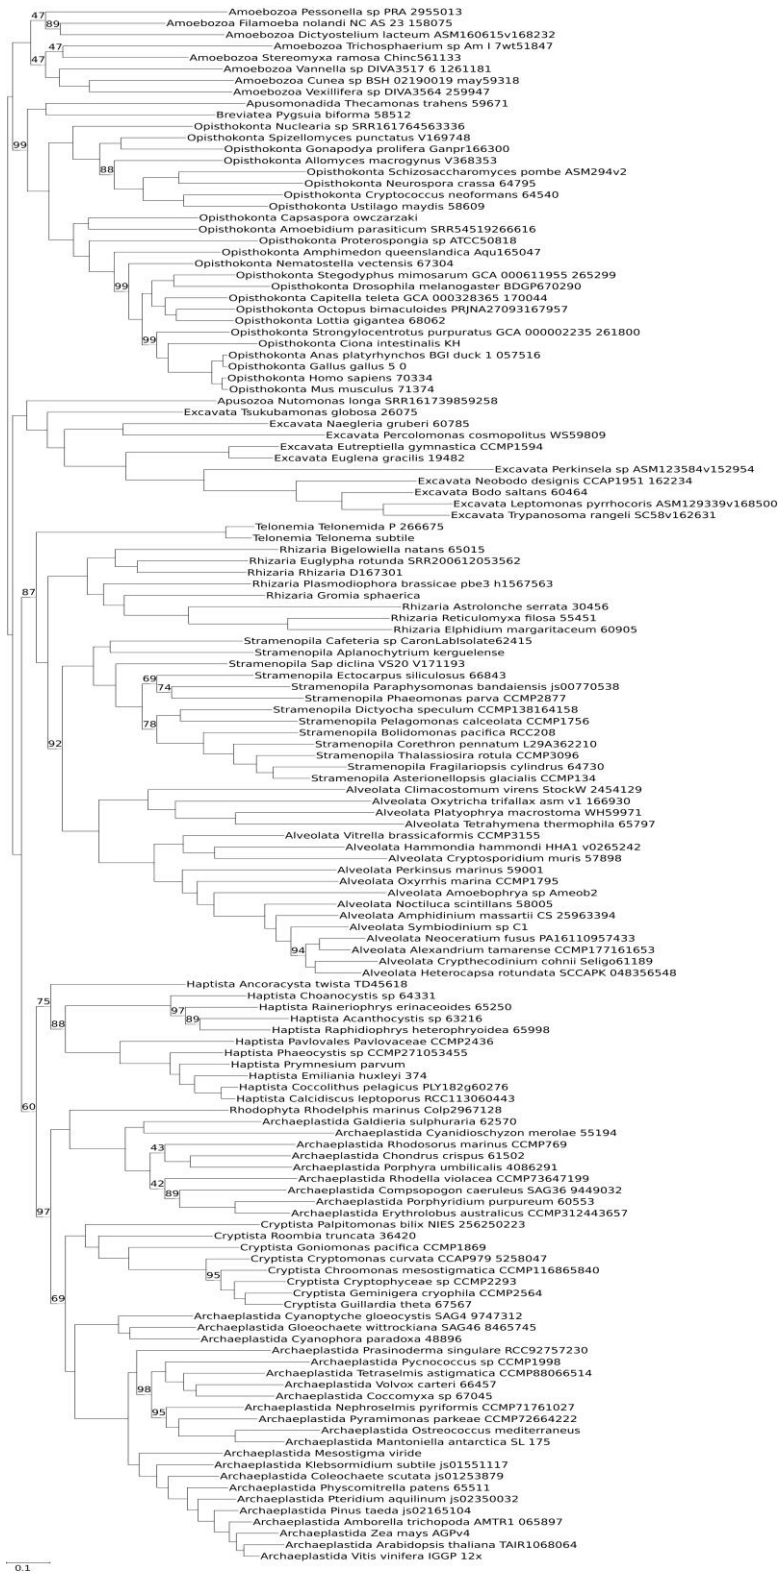 47
Amoebozoa Pessonella sp PRA 2955013
Amoebozoa Filamoeba nolandi NC AS 23 158075
89
Amoebozoa Dictyostelium lacteum ASM160615v168232
Amoebozoa Trichosphaerium sp Am I 7wt51847
47
47
Amoebozoa Stereomyxa ramosa Chinc561133
Amoebozoa Vannella sp DIVA3517 6 1261181
Amoebozoa Cunea sp BSH 02190019 may59318
Amoebozoa Vexillifera sp DIVA3564 259947
Apusomonadida Thecamonas trahens 59671
Breviatea Pygsuia biforma 58512
Opisthokonta Nuclearia sp SRR161764563336
Opisthokonta Spizellomyces punctatus V169748
99
Opisthokonta Gonapodya prolifera Ganpr166300
Opisthokonta Allomyces macrogynus V368353
88
Opisthokonta Schizosaccharomyces pombe ASM294v2
Opisthokonta Neurospora crassa 64795
Opisthokonta Cryptococcus neoformans 64540
Opisthokonta Ustilago maydis 58609
Opisthokonta Capsaspora owczarzaki
Opisthokonta Amoebidium parasiticum SRR54519266616
Opisthokonta Proterospongia sp ATCC50818
Opisthokonta Amphimedon queenslandica Aqu165047
Opisthokonta Nematostella vectensis 67304
Opisthokonta Stegodyphus mimosarum GCA 000611955 265299
99
Opisthokonta Drosophila melanogaster BDGP670290
Opisthokonta Capitella teleta GCA 000328365 170044
Opisthokonta Octopus bimaculoides PRJNA27093167957
Opisthokonta Lottia gigantea 68062
Opisthokonta Strongylocentrotus purpuratus GCA 000002235 261800
99
Opisthokonta Ciona intestinalis KH
Opisthokonta Anas platyrhynchos BGI duck 1 057516
Opisthokonta Gallus gallus 5 0
Opisthokonta Homo sapiens 70334
Opisthokonta Mus musculus 71374
Apusozoa Nutomonas longa SRR161739859258
Excavata Tsukubamonas globosa 26075
Excavata Naegleria gruberi 60785
Excavata Percolomonas cosmopolitus WS59809
Excavata Eutreptiella gymnastica CCMP1594
Excavata Euglena gracilis 19482
Excavata Perkinsela sp ASM123584v152954
Excavata Neobodo designis CCAP1951 162234
Excavata Bodo saltans 60464
Excavata Leptomonas pyrrhocoris ASM129339v168500
Excavata Trypanosoma rangeli SC58v162631
Telonemia Telonemida P 266675
Telonemia Telonema subtile
Rhizaria Bigelowiella natans 65015
Rhizaria Euglypha rotunda SRR200612053562
Rhizaria Rhizaria D167301
Rhizaria Plasmodiophora brassicae pbe3 h1567563
87
Rhizaria Gromia sphaerica
Rhizaria Astrolonche serrata 30456
Rhizaria Reticulomyxa filosa 55451
Rhizaria Elphidium margaritaceum 60905
Stramenopila Cafeteria sp CaronLabIsolate62415
Stramenopila Aplanochytrium kerguelense
Stramenopila Sap diclina VS20 V171193
69
Stramenopila Ectocarpus siliculosus 66843
74
Stramenopila Paraphysomonas bandaiensis js00770538
Stramenopila Phaeomonas parva CCMP2877
Stramenopila Dictyocha speculum CCMP138164158
78
Stramenopila Pelagomonas calceolata CCMP1756
Stramenopila Bolidomonas pacifica RCC208
92
Stramenopila Corethron pennatum L29A362210
Stramenopila Thalassiosira rotula CCMP3096
Stramenopila Fragilariopsis cylindrus 64730
Stramenopila Asterionellopsis glacialis CCMP134
Alveolata Climacostomum virens StockW 2454129
Alveolata Oxytricha trifallax asm v1 166930
Alveolata Platyophrya macrostoma WH59971
Alveolata Tetrahymena thermophila 65797
Alveolata Vitrella brassicaformis CCMP3155
Alveolata Hammondia hammondi HHA1 v0265242
Alveolata Cryptosporidium muris 57898
Alveolata Perkinsus marinus 59001
Alveolata Oxyrrhis marina CCMP1795
Alveolata Amoebophrya sp Ameob2
Alveolata Noctiluca scintillans 58005
Alveolata Amphidinium massartii CS 25963394
Alveolata Symbiodinium sp C1
Alveolata Neoceratium fusus PA16110957433
94
Alveolata Alexandrium tamarense CCMP177161653
Alveolata Crypthecodinium cohnii Seligo61189
Alveolata Heterocapsa rotundata SCCAPK 048356548
Haptista Ancoracysta twista TD45618
75
Haptista Choanocystis sp 64331
97
Haptista Raineriophrys erinaceoides 65250
88
89
Haptista Acanthocystis sp 63216
Haptista Raphidiophrys heterophryoidea 65998
Haptista Pavlovales Pavlovaceae CCMP2436
Haptista Phaeocystis sp CCMP271053455
Haptista Prymnesium parvum
Haptista Emiliania huxleyi 374
Haptista Coccolithus pelagicus PLY182g60276
Haptista Calcidiscus leptoporus RCC113060443
60
Rhodophyta Rhodelphis marinus Colp2967128
Archaeplastida Galdieria sulphuraria 62570
Archaeplastida Cyanidioschyzon merolae 55194
43
Archaeplastida Rhodosorus marinus CCMP769
Archaeplastida Chondrus crispus 61502
Archaeplastida Porphyra umbilicalis 4086291
42
Archaeplastida Rhodella violacea CCMP73647199
89
Archaeplastida Compsopogon caeruleus SAG36 9449032
Archaeplastida Porphyridium purpureum 60553
97
Archaeplastida Erythrolobus australicus CCMP312443657
Cryptista Palpitomonas bilix NIES 256250223
Cryptista Roombia truncata 36420
Cryptista Goniomonas pacifica CCMP1869
Cryptista Cryptomonas curvata CCAP979 5258047
95
Cryptista Chroomonas mesostigmatica CCMP116865840
Cryptista Cryptophyceae sp CCMP2293
69
Cryptista Geminigera cryophila CCMP2564
Cryptista Guillardia theta 67567
Archaeplastida Cyanoptyche gloeocystis SAG4 9747312
Archaeplastida Gloeochaete wittrockiana SAG46 8465745
Archaeplastida Cyanophora paradoxa 48896
Archaeplastida Prasinoderma singulare RCC92757230
Archaeplastida Pycnococcus sp CCMP1998
98
Archaeplastida Tetraselmis astigmatica CCMP88066514
Archaeplastida Volvox carteri 66457
Archaeplastida Coccomyxa sp 67045
Archaeplastida Nephroselmis pyriformis CCMP71761027
95
Archaeplastida Pyramimonas parkeae CCMP72664222
Archaeplastida Ostreococcus mediterraneus
Archaeplastida Mantoniella antarctica SL 175
Archaeplastida Mesostigma viride
Archaeplastida Klebsormidium subtile js01551117
Archaeplastida Coleochaete scutata js01253879
Archaeplastida Physcomitrella patens 65511
Archaeplastida Pteridium aquilinum js02350032
Archaeplastida Pinus taeda js02165104
Archaeplastida Amborella trichopoda AMTR1 065897
Archaeplastida Zea mays AGPv4
Archaeplastida Arabidopsis thaliana TAIR1068064
Archaeplastida Vitis vinifera IGGP 12x
0.1